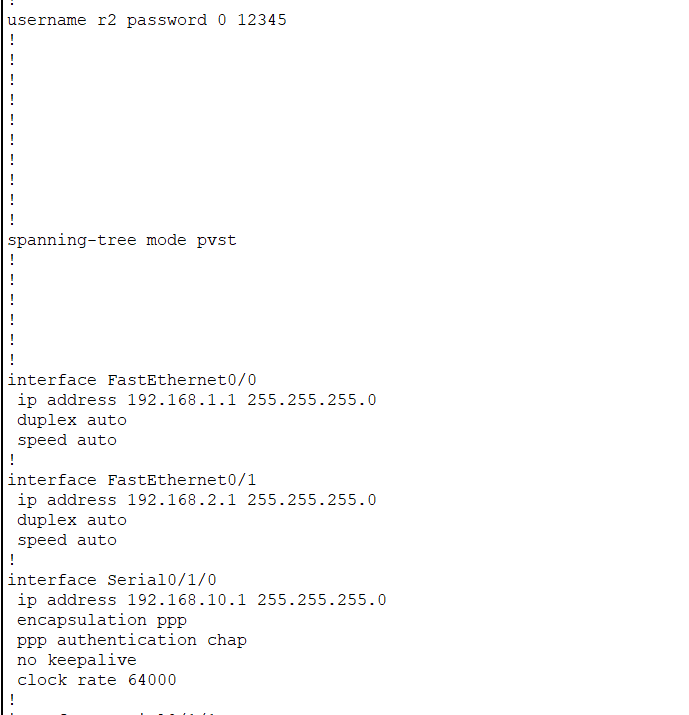 !
username r2 password 0 12345
!
!
!
!
!
!
!
!
!
!
spanning-tree mode pvst
!
!
!
!
!
!
interface FastEthernet0/0
 ip address 192.168.1.1 255.255.255.0
 duplex auto
 speed auto
!
interface FastEthernet0/1
 ip address 192.168.2.1 255.255.255.0
 duplex auto
 speed auto
!
interface Serial0/1/0
 ip address 192.168.10.1 255.255.255.0
 encapsulation ppp
 ppp authentication chap
 no keepalive
 clock rate 64000
!